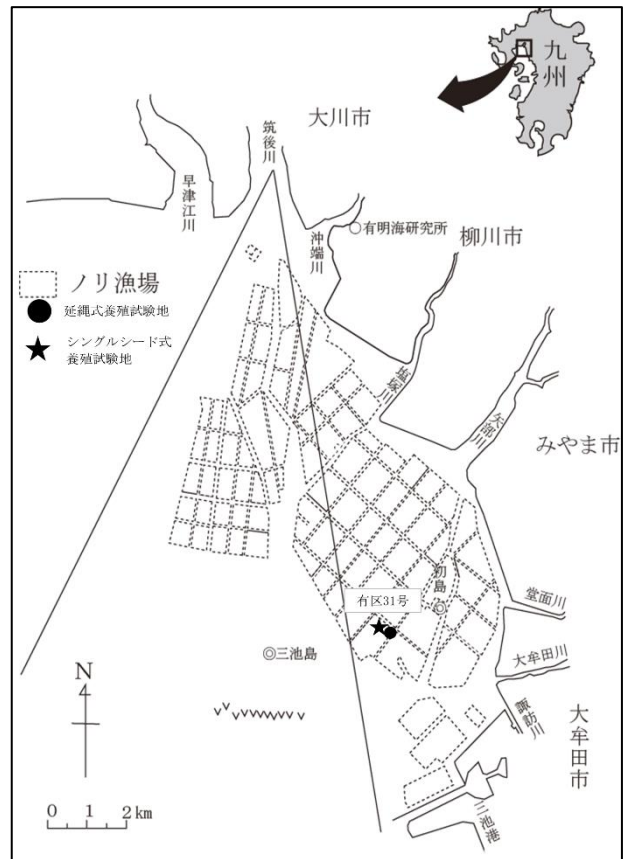 九州
大川市
筑後川
早津江川
沖端川
有明海研究所
柳川市
ノリ漁場
延縄式養殖試験地
シングルシード式
養殖試験地
塩塚川
矢部川
みやま市
初島
有区31号
堂面川
三池島
大牟田川
諏訪川
大牟田市
三池港
N
0 1 2km